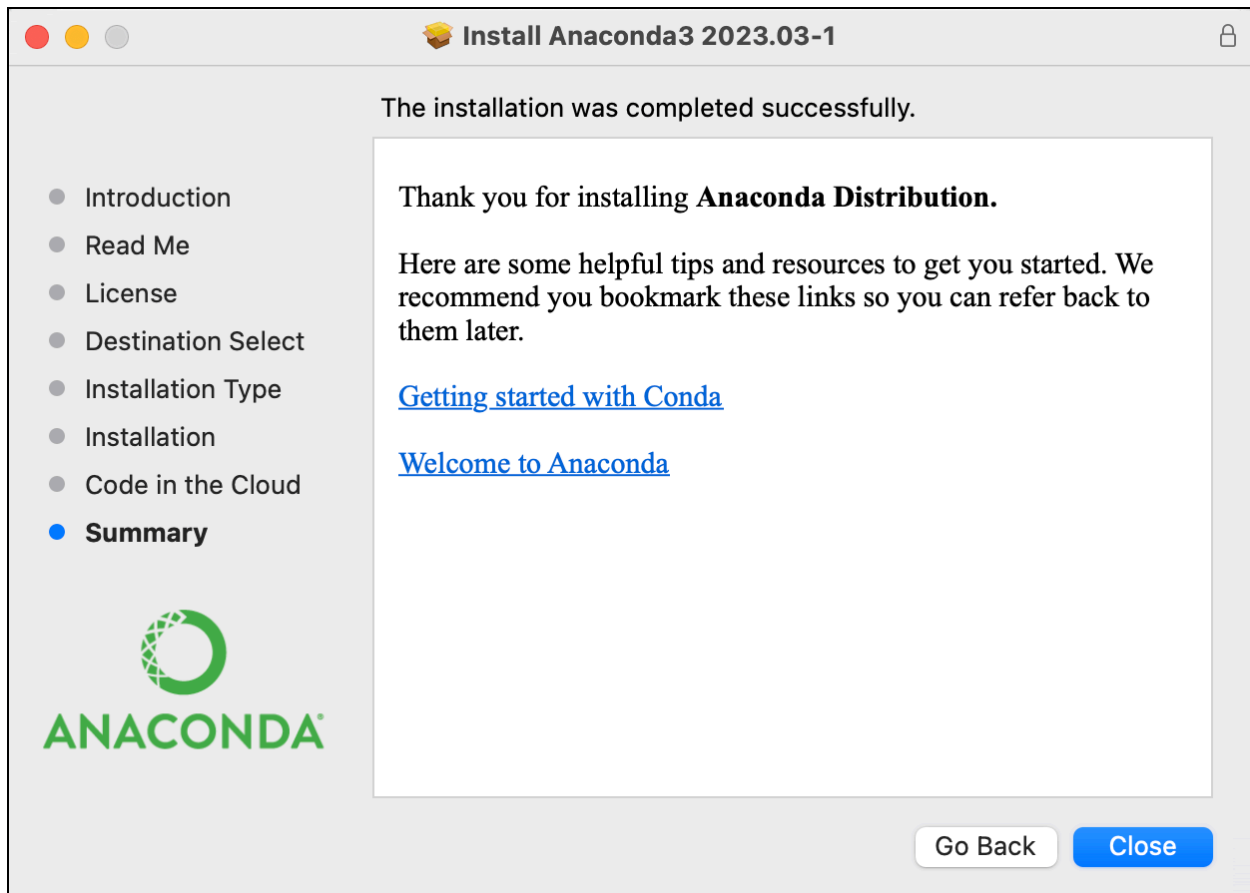 Install Anaconda3 2023.03-1
The installation was completed successfully.
Introduction
Read Me
License
Destination Select
Installation Type
Installation
Code in the Cloud
Summary
ANANCONDA®
Thank you for installing Anaconda Distribution.
Here are some helpful tips and resources to get you started. We
recommend you bookmark these links so you can refer back to
them later.
Getting started with Conda
Welcome to Anaconda
Go Back
Close